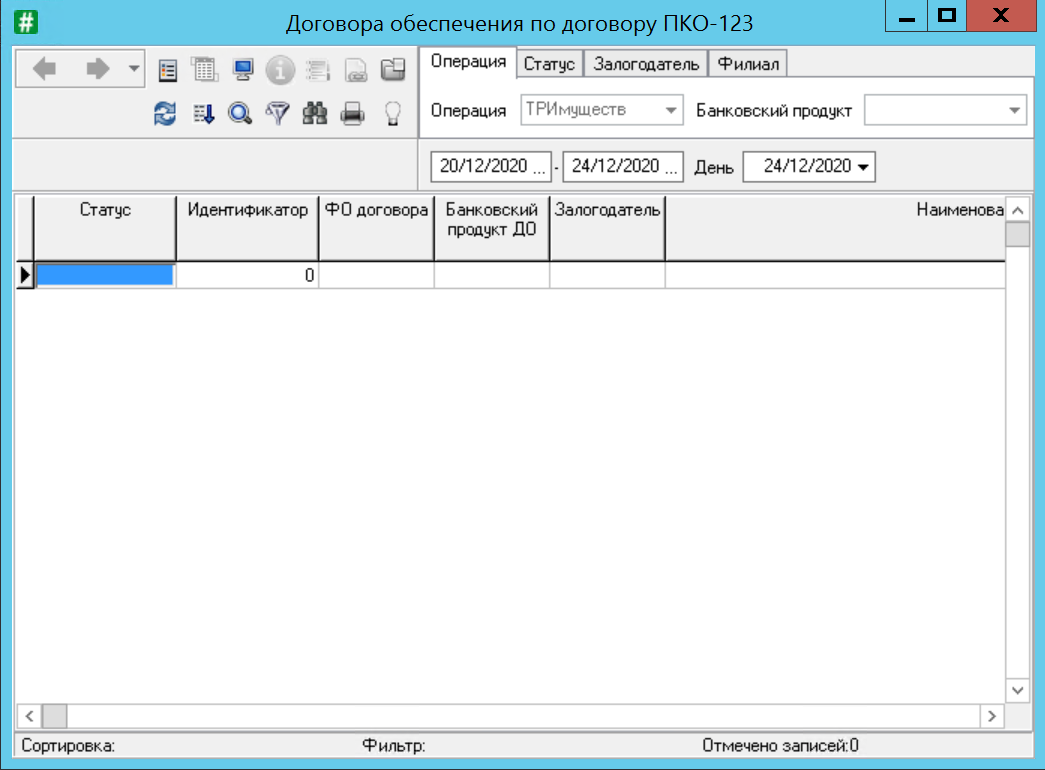 Договора обеспечения по договору ПКО-123
Операция Статус Залогодатель Филиал
Операция ТРИмуществ Банковский продукт
20/12/2020 ... - 24/12/2020 ... День 24/12/2020
Статус Идентификатор ФО договора Банковский продукт ДО Залогодатель Наименова
0
Сортировка: Фильтр: Отмечено записей:0